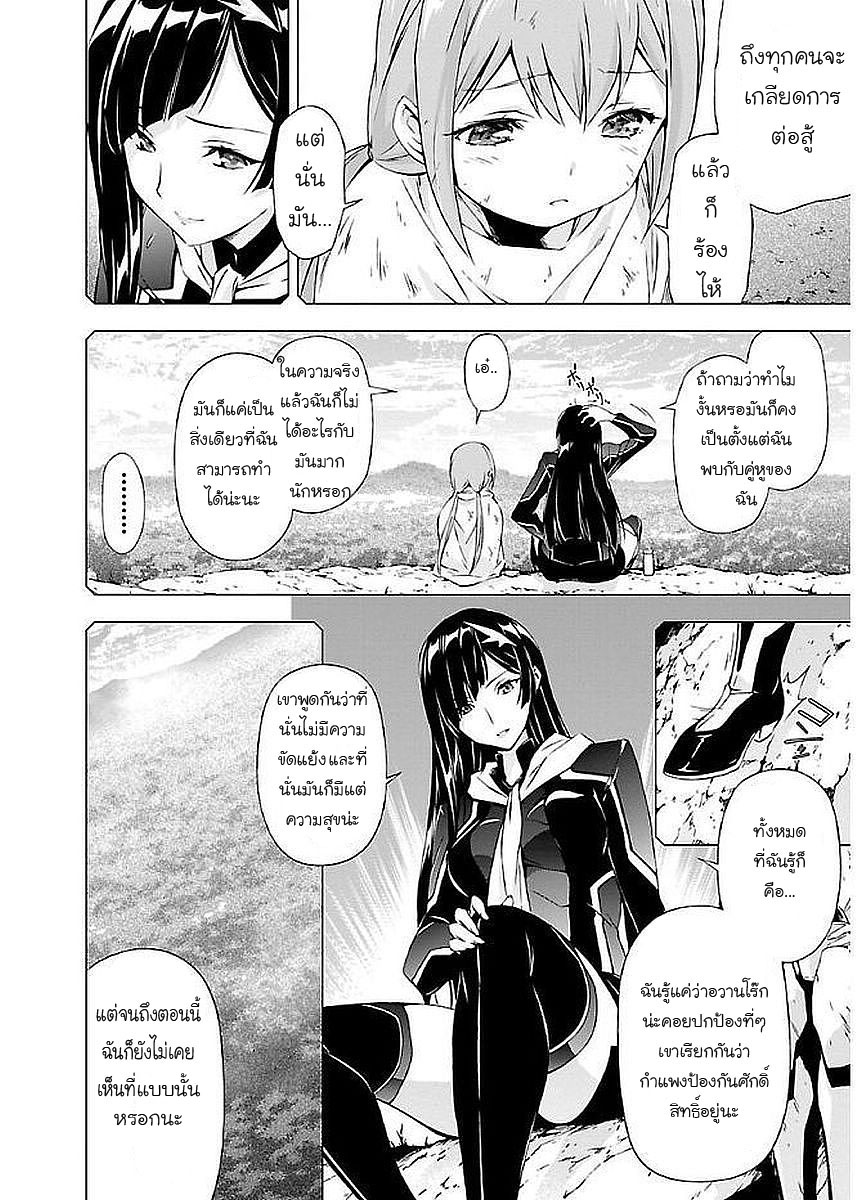 ถึงทุกคนจะ
เกลียดการ
ต่อสู้
แล้ว
ก็
ร้อง
ไห้
แต่
นั่น
มัน...
ถ้าถามว่าทำไม
งั้นหรอมันก็คง
เป็นตั้งแต่ฉัน
พบกับคู่หูของ
ฉัน
ポリ
ポリ
เอ๋..
ในความจริง
แล้วฉันก็ไม่
ได้อะไรกับ
มันมาก
นักหรอก
มันก็แค่เป็น
สิ่งเดียวที่ฉัน
สามารถทำ
ได้น่ะนะ
........
ทั้งหมด
ที่ฉันรู้ก็
คือ...
ฉันรู้แค่ว่าอวานโร๊ก
น่ะคอยปกป้องที่ๆ
เขาเรียกกันว่า
กำแพงป้องกันศักดิ์
สิทธิ์อยู่นะ
เขาพูดกันว่าที่
นั่นไม่มีความ
ขัดแย้ง และที่
นั่นมันก็มีแต่
ความสุขน่ะ
แต่จนถึงตอนนี้
ฉันก็ยังไม่เคย
เห็นที่แบบนั้น
หรอกนะ